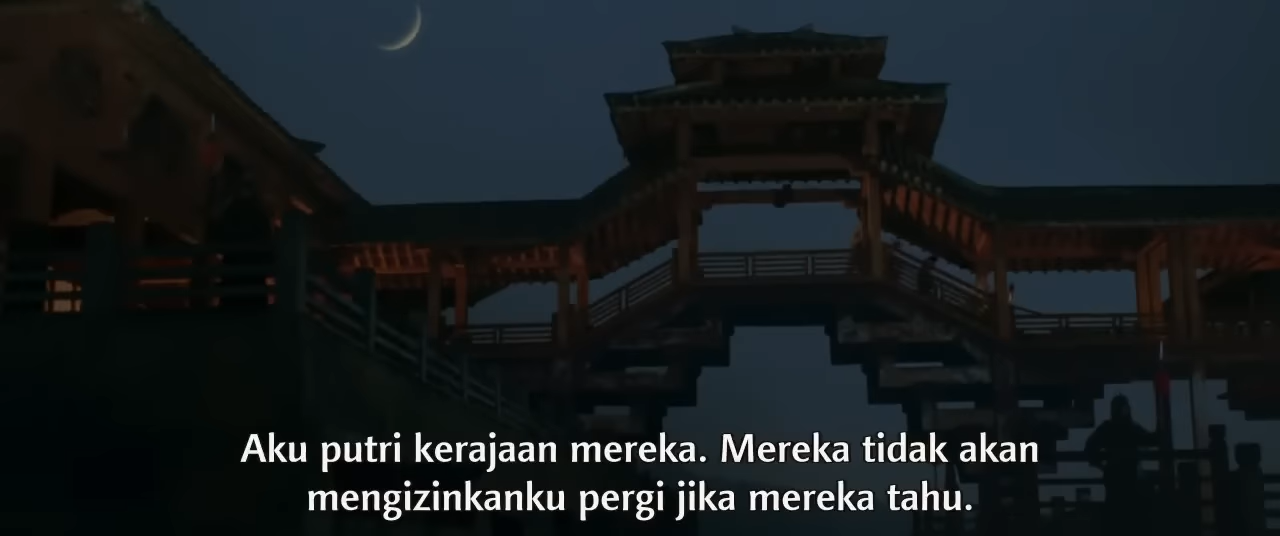 Aku putri kerajaan mereka. Mereka tidak akan
mengizinkanku pergi jika mereka tahu.